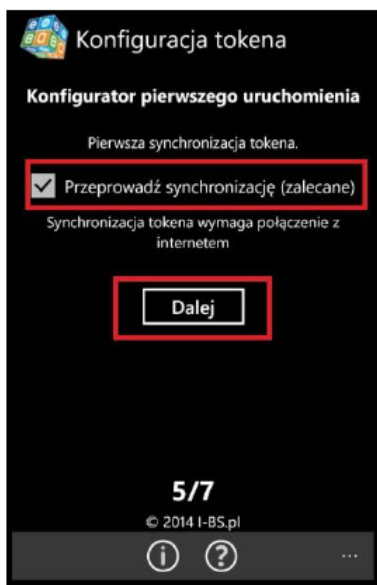 Konfiguracja tokena
Konfigurator pierwszego uruchomienia
Pierwsza synchronizacja tokena.
Przeprowadź synchronizację (zalecane)
Synchronizacja tokena wymaga połączenie z
internetem
Dalej
5/7
© 2014 I-BS.pl